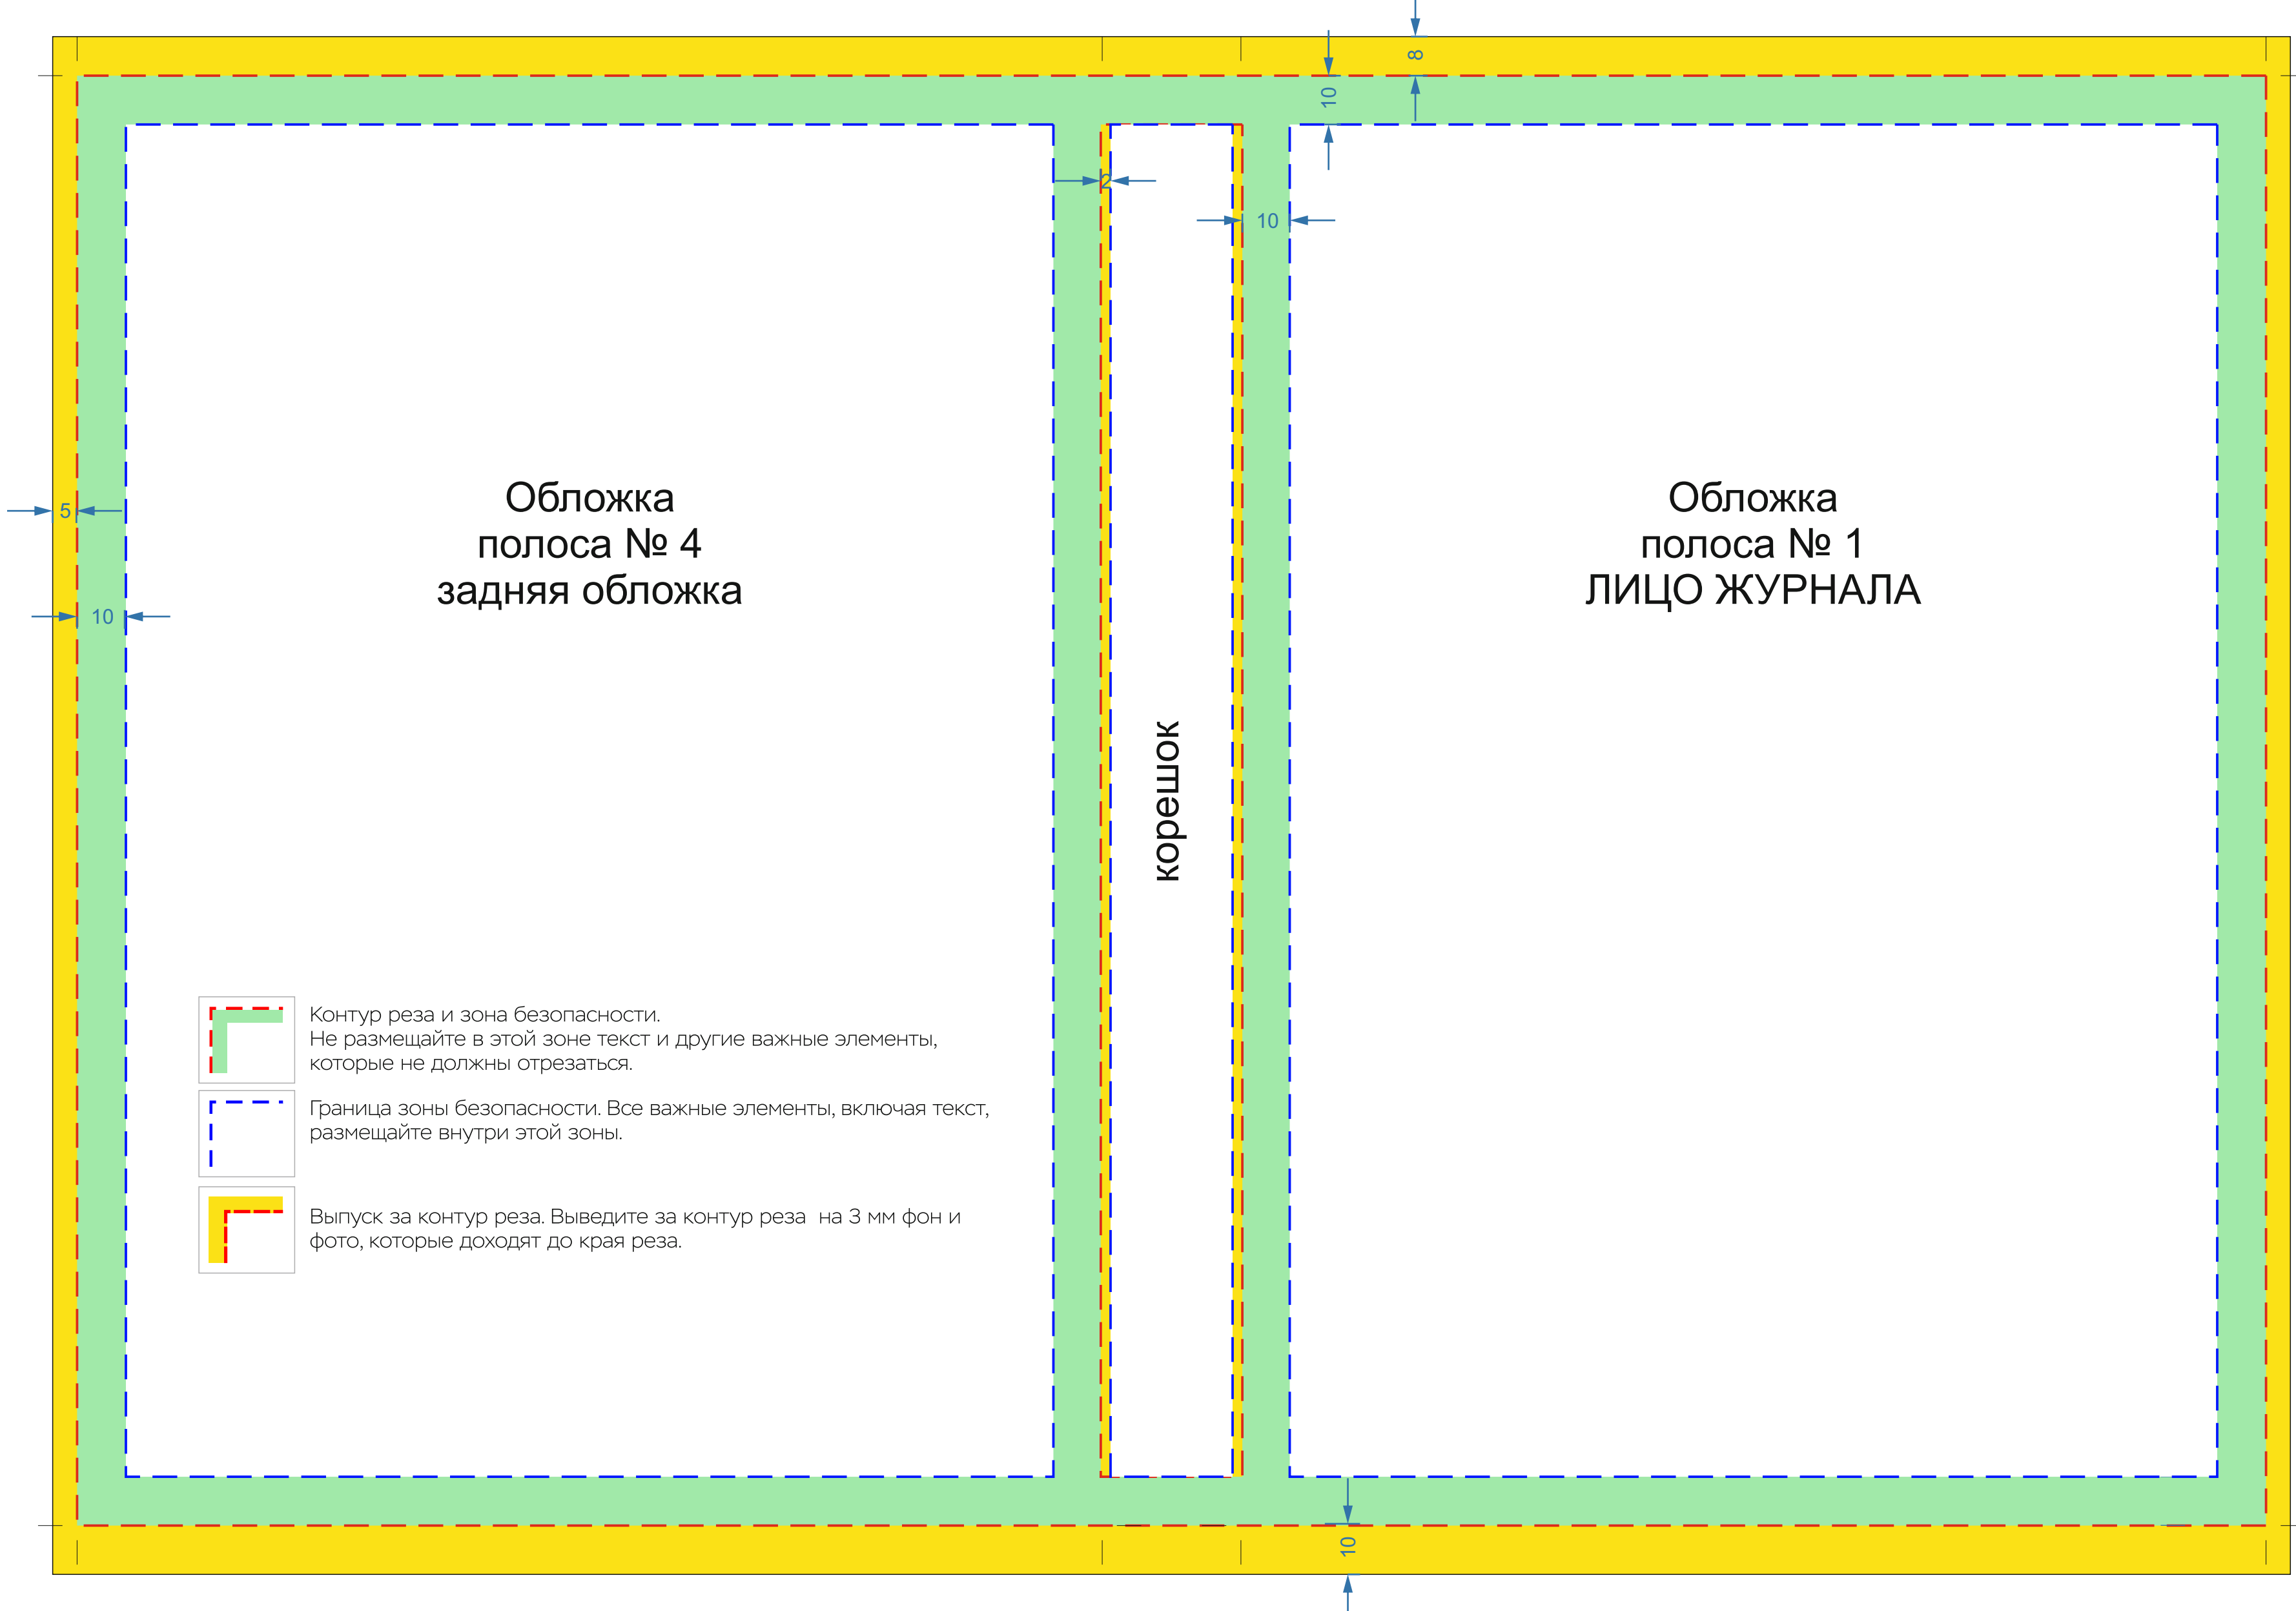 8
10
2
10
Обложка
полоса № 4
задняя обложка
Обложка
полоса № 1
ЛИЦО ЖУРНАЛА
5
10
корешок
Контур реза и зона безопасности.
Не размещайте в этой зоне текст и другие важные элементы,
которые не должны отрезаться.
Граница зоны безопасности. Все важные элементы, включая текст,
размещайте внутри этой зоны.
Выпуск за контур реза. Выведите за контур реза  на 3 мм фон и
фото, которые доходят до края реза.
10